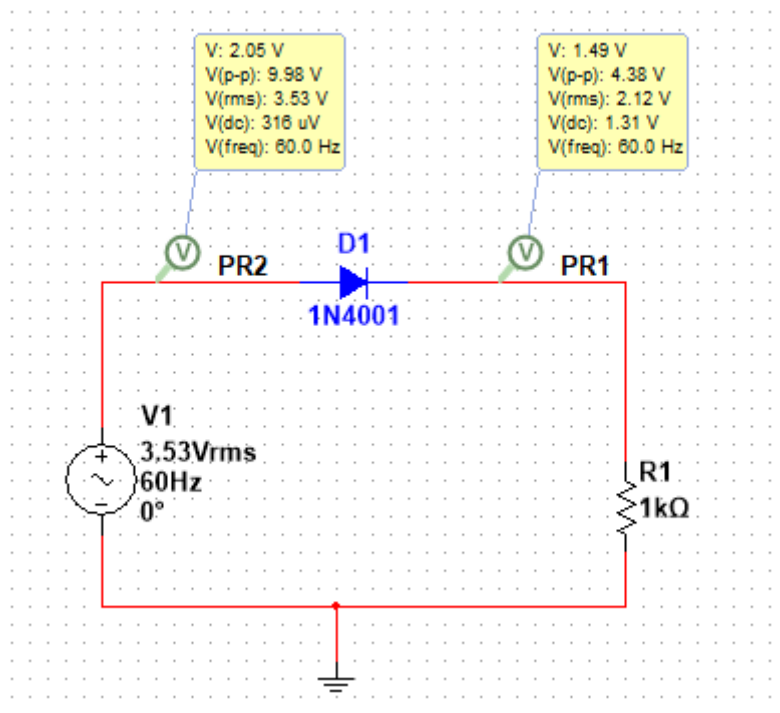 V: 2.05 V
V(p-p): 9.98 V
V(rms): 3.53 V
V(dc): 316 uV
V(freq): 60.0 Hz
V: 1.49 V
V(p-p): 4.38 V
V(rms): 2.12 V
V(dc): 1.31 V
V(freq): 60.0 Hz
V
PR2
D1
1N4001
V
PR1
V1
3.53Vrms
60Hz
0°
R1
1kΩ